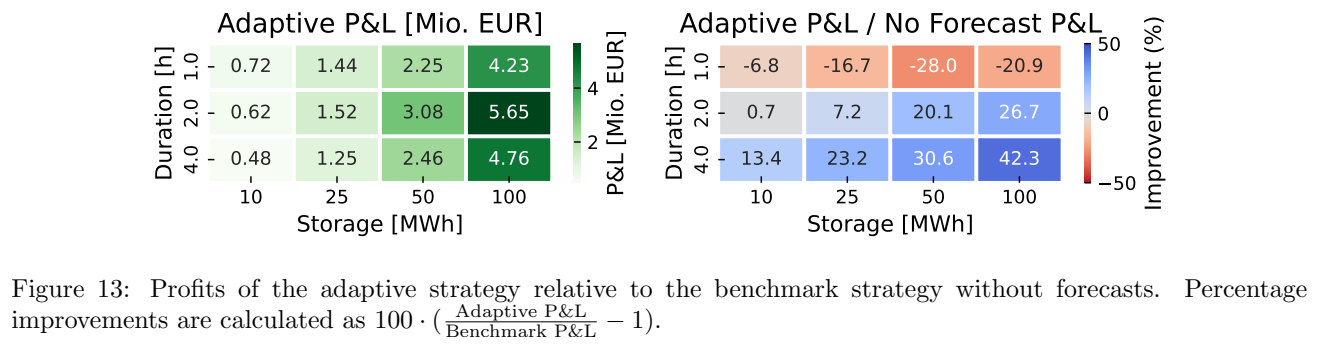 Adaptive P&L [Mio. EUR]
Duration [h]
1.0
0.72 1.44 2.25 4.23
2.0
0.62 1.52 3.08 5.65
4.0
0.48 1.25 2.46 4.76
10 25 50 100
Storage [MWh]
4
2
P&L [Mio. EUR]
Adaptive P&L / No Forecast P&L
Duration [h]
1.0
-6.8 -16.7 -28.0 -20.9
2.0
0.7 7.2 20.1 26.7
4.0
13.4 23.2 30.6 42.3
10 25 50 100
Storage [MWh]
50
0
−50
Improvement (%)
Figure 13: Profits of the adaptive strategy relative to the benchmark strategy without forecasts. Percentage
improvements are calculated as 100 · (Adaptive P&L / Benchmark P&L − 1).